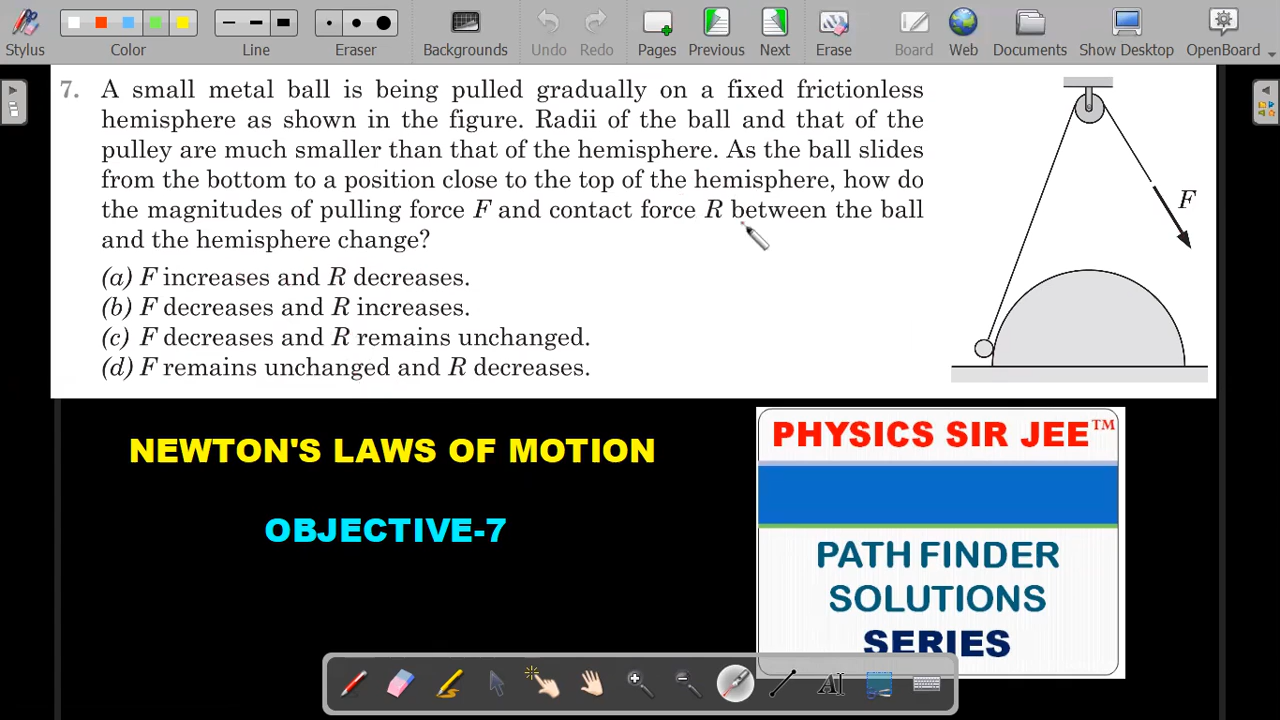 Stylus
Color
Line
Eraser
Backgrounds
Undo
Redo
Pages
Previous
Next
Erase
Board
Web
Documents
Show Desktop
OpenBoard
7. A small metal ball is being pulled gradually on a fixed frictionless
hemisphere as shown in the figure. Radii of the ball and that of the
pulley are much smaller than that of the hemisphere. As the ball slides
from the bottom to a position close to the top of the hemisphere, how do
the magnitudes of pulling force F and contact force R between the ball
and the hemisphere change?
(a) F increases and R decreases.
(b) F decreases and R increases.
(c) F decreases and R remains unchanged.
(d) F remains unchanged and R decreases.
F
NEWTON'S LAWS OF MOTION
OBJECTIVE-7
PHYSICS SIR JEE™
PATH FINDER
SOLUTIONS
SERIES
AI